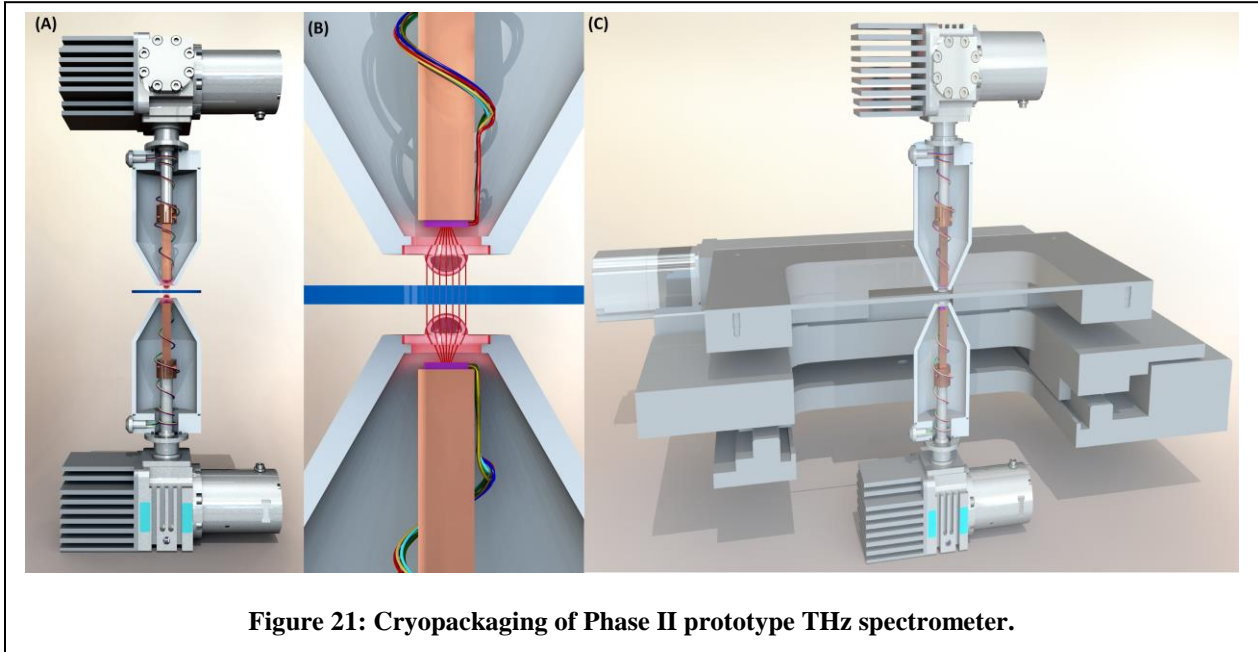 (A)
(B)
(C)
Figure 21: Cryopackaging of Phase II prototype THz spectrometer.